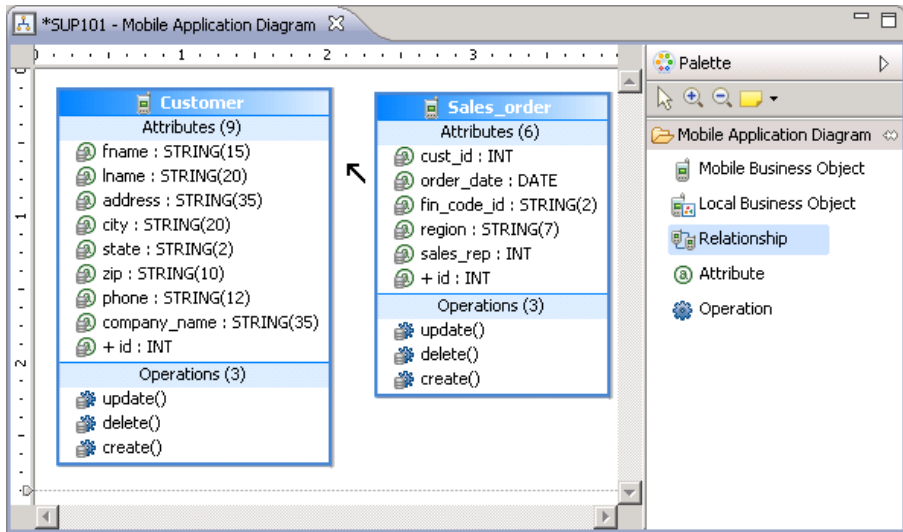 *SUP101 - Mobile Application Diagram
1 2 3
Customer
Attributes (9)
fname : STRING(15)
lname : STRING(20)
address : STRING(35)
city : STRING(20)
state : STRING(2)
zip : STRING(10)
phone : STRING(12)
company_name : STRING(35)
+ id : INT
Operations (3)
update()
delete()
create()
Sales_order
Attributes (6)
cust_id : INT
order_date : DATE
fin_code_id : STRING(2)
region : STRING(7)
sales_rep : INT
+ id : INT
Operations (3)
update()
delete()
create()
Palette
Mobile Application Diagram
Mobile Business Object
Local Business Object
Relationship
Attribute
Operation
0
1
2